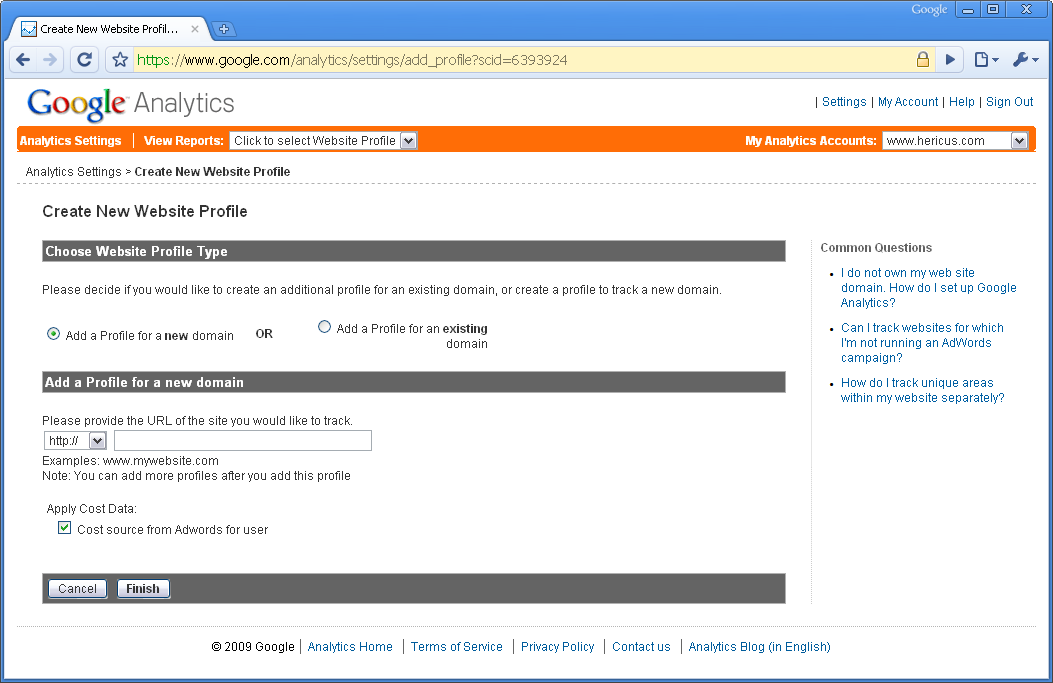 Google
Create New Website Profil...
https://www.google.com/analytics/settings/add_profile?scid=6393924
Google Analytics
| Settings | My Account | Help | Sign Out
Analytics Settings | View Reports: Click to select Website Profile
My Analytics Accounts: www.hericus.com
Analytics Settings > Create New Website Profile
Create New Website Profile
Choose Website Profile Type
Please decide if you would like to create an additional profile for an existing domain, or create a profile to track a new domain.
Add a Profile for a new domain
OR
Add a Profile for an existing
domain
Add a Profile for a new domain
Please provide the URL of the site you would like to track.
http://
Examples: www.mywebsite.com
Note: You can add more profiles after you add this profile
Apply Cost Data:
Cost source from Adwords for user
Cancel
Finish
Common Questions
I do not own my web site
domain. How do I set up Google
Analytics?
Can I track websites for which
I'm not running an AdWords
campaign?
How do I track unique areas
within my website separately?
© 2009 Google | Analytics Home | Terms of Service | Privacy Policy | Contact us | Analytics Blog (in English)